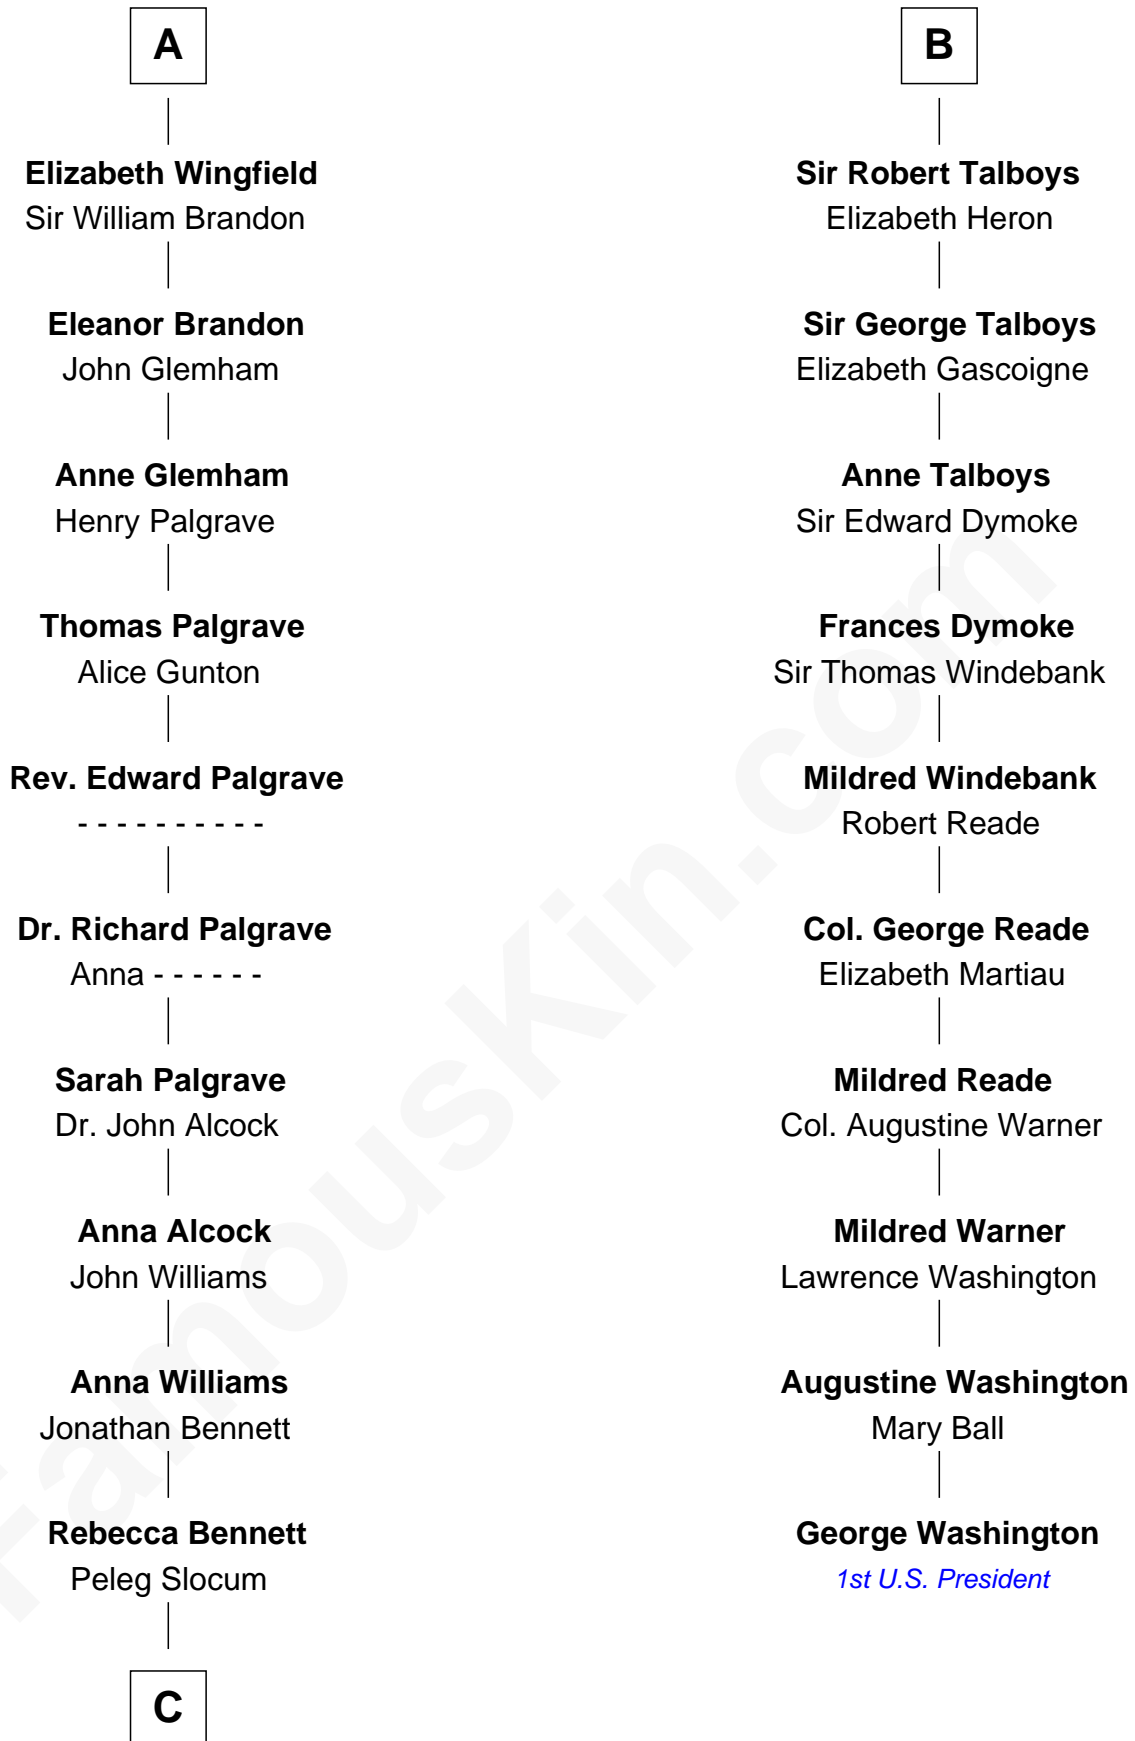 A
Elizabeth Wingfield
Sir William Brandon
Eleanor Brandon
John Glemham
Anne Glemham
Henry Palgrave
Thomas Palgrave
Alice Gunton
Rev. Edward Palgrave
- - - - - - - - - -
Dr. Richard Palgrave
Anna - - - - - -
Sarah Palgrave
Dr. John Alcock
Anna Alcock
John Williams
Anna Williams
Jonathan Bennett
Rebecca Bennett
Peleg Slocum
C
B
Sir Robert Talboys
Elizabeth Heron
Sir George Talboys
Elizabeth Gascoigne
Anne Talboys
Sir Edward Dymoke
Frances Dymoke
Sir Thomas Windebank
Mildred Windebank
Robert Reade
Col. George Reade
Elizabeth Martiau
Mildred Reade
Col. Augustine Warner
Mildred Warner
Lawrence Washington
Augustine Washington
Mary Ball
George Washington
1st U.S. President
FamousKin.com